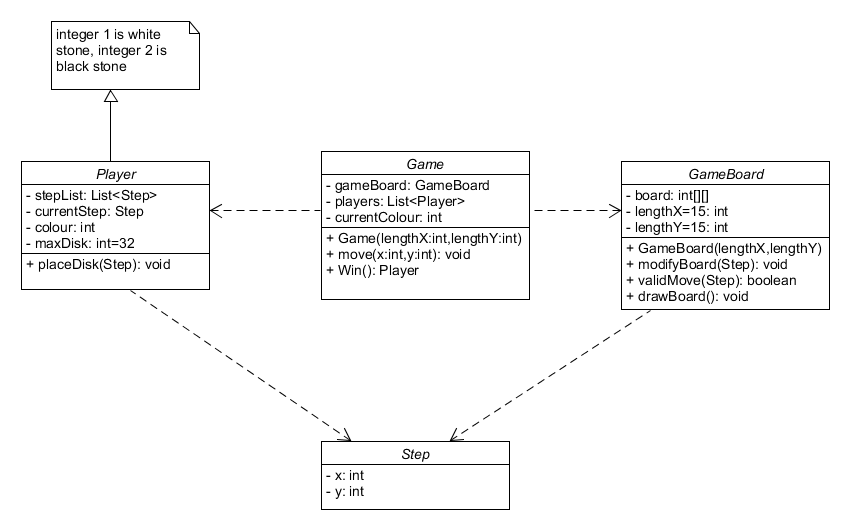 integer 1 is white
stone, integer 2 is
black stone
Player
- stepList: List<Step>
- currentStep: Step
- colour: int
- maxDisk: int=32
+ placeDisk(Step): void
Game
- gameBoard: GameBoard
- players: List<Player>
- currentColour: int
+ Game(lengthX:int,lengthY:int)
+ move(x:int,y:int): void
+ Win(): Player
GameBoard
- board: int[][]
- lengthX=15: int
- lengthY=15: int
+ GameBoard(lengthX,lengthY)
+ modifyBoard(Step): void
+ validMove(Step): boolean
+ drawBoard(): void
Step
- x: int
- y: int